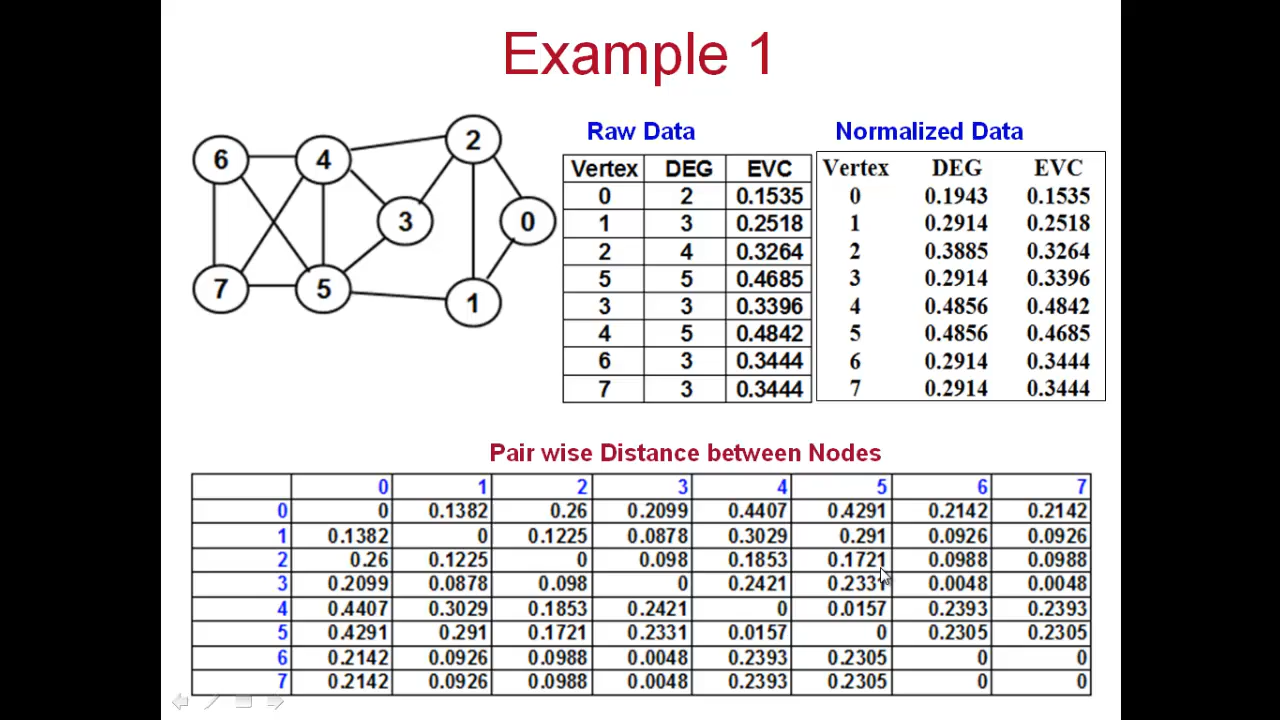 Example 1
6 4 2
3 0
7 5 1
Raw Data
Vertex DEG EVC
0 2 0.1535
1 3 0.2518
2 4 0.3264
5 5 0.4685
3 3 0.3396
4 5 0.4842
6 3 0.3444
7 3 0.3444
Normalized Data
Vertex DEG EVC
0 0.1943 0.1535
1 0.2914 0.2518
2 0.3885 0.3264
3 0.2914 0.3396
4 0.4856 0.4842
5 0.4856 0.4685
6 0.2914 0.3444
7 0.2914 0.3444
Pair wise Distance between Nodes
0 1 2 3 4 5 6 7
0 0 0.1382 0.26 0.2099 0.4407 0.4291 0.2142 0.2142
1 0.1382 0 0.1225 0.0878 0.3029 0.291 0.0926 0.0926
2 0.26 0.1225 0 0.098 0.1853 0.1721 0.0988 0.0988
3 0.2099 0.0878 0.098 0 0.2421 0.2331 0.0048 0.0048
4 0.4407 0.3029 0.1853 0.2421 0 0.0157 0.2393 0.2393
5 0.4291 0.291 0.1721 0.2331 0.0157 0 0.2305 0.2305
6 0.2142 0.0926 0.0988 0.0048 0.2393 0.2305 0 0
7 0.2142 0.0926 0.0988 0.0048 0.2393 0.2305 0 0